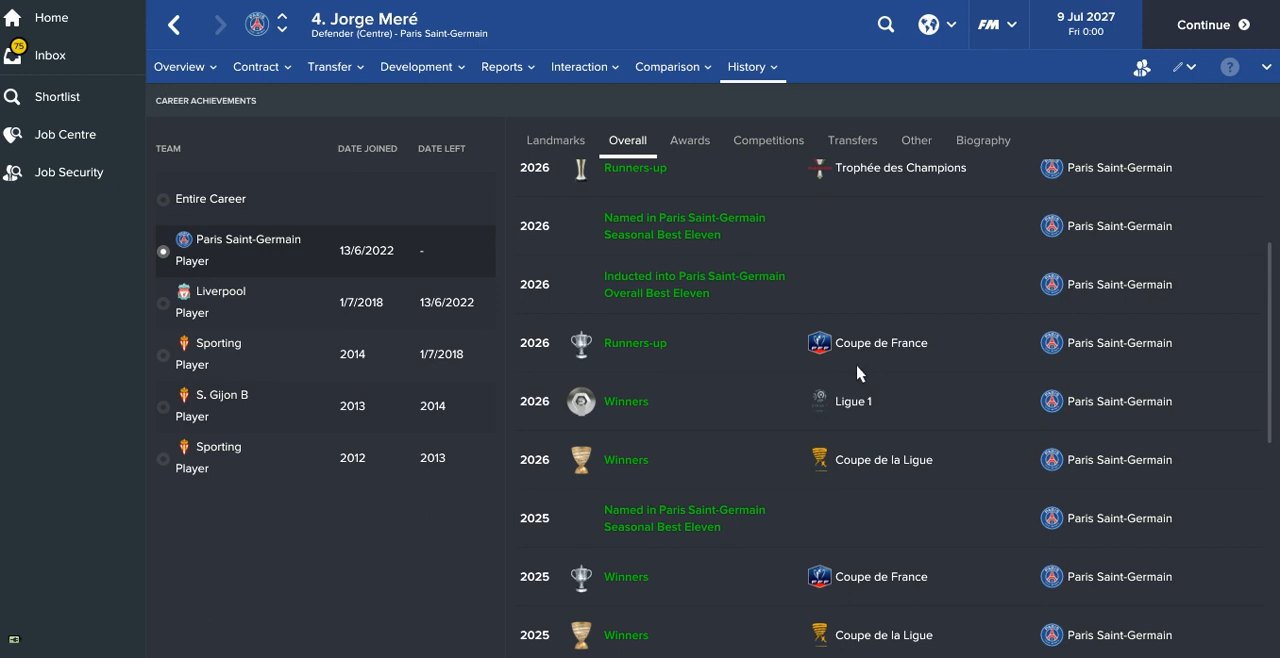 Home
75
Inbox
Shortlist
Job Centre
Job Security
4. Jorge Meré
Defender (Centre) - Paris Saint-Germain
FM
9 Jul 2027
Fri 0:00
Continue
Overview
Contract
Transfer
Development
Reports
Interaction
Comparison
History
?
CAREER ACHIEVEMENTS
TEAM DATE JOINED DATE LEFT
Entire Career
Paris Saint-Germain
Player
13/6/2022 -
Liverpool
Player
1/7/2018 13/6/2022
Sporting
Player
2014 1/7/2018
S. Gijon B
Player
2013 2014
Sporting
Player
2012 2013
Landmarks Overall Awards Competitions Transfers Other Biography
2026 Runners-up Trophée des Champions Paris Saint-Germain
2026 Named in Paris Saint-Germain
Seasonal Best Eleven
Paris Saint-Germain
2026 Inducted into Paris Saint-Germain
Overall Best Eleven
Paris Saint-Germain
2026 Runners-up Coupe de France Paris Saint-Germain
2026 Winners Ligue 1 Paris Saint-Germain
2026 Winners Coupe de la Ligue Paris Saint-Germain
2025 Named in Paris Saint-Germain
Seasonal Best Eleven
Paris Saint-Germain
2025 Winners Coupe de France Paris Saint-Germain
2025 Winners Coupe de la Ligue Paris Saint-Germain